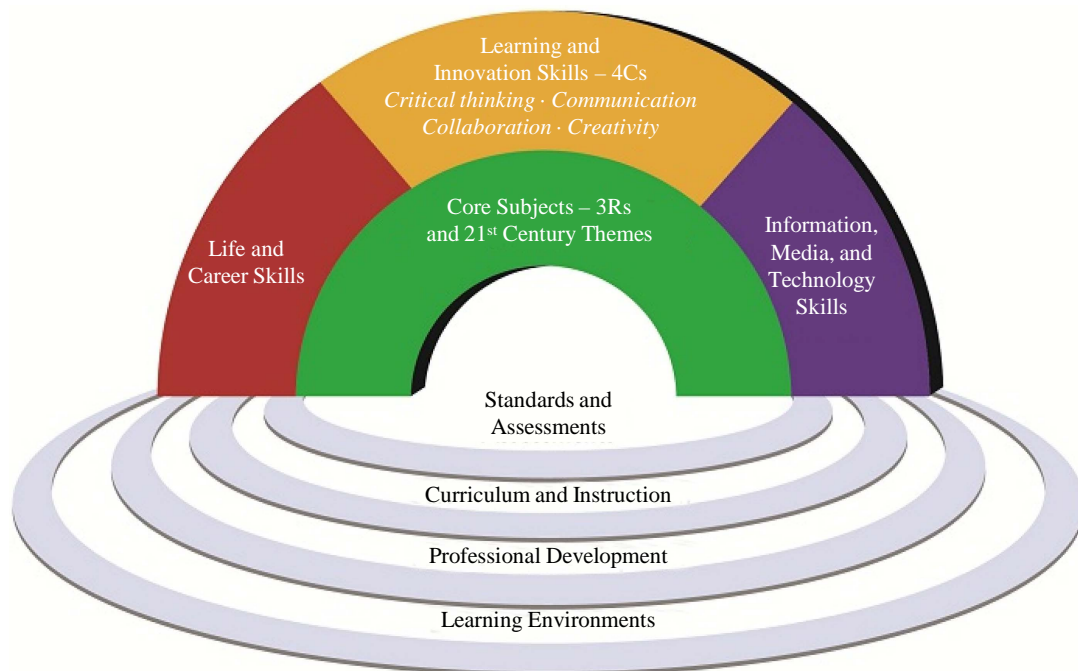 Learning and
Innovation Skills – 4Cs
Critical thinking · Communication
Collaboration · Creativity
Core Subjects – 3Rs
and 21st Century Themes
Life and
Career Skills
Information,
Media, and
Technology
Skills
Standards and
Assessments
Curriculum and Instruction
Professional Development
Learning Environments